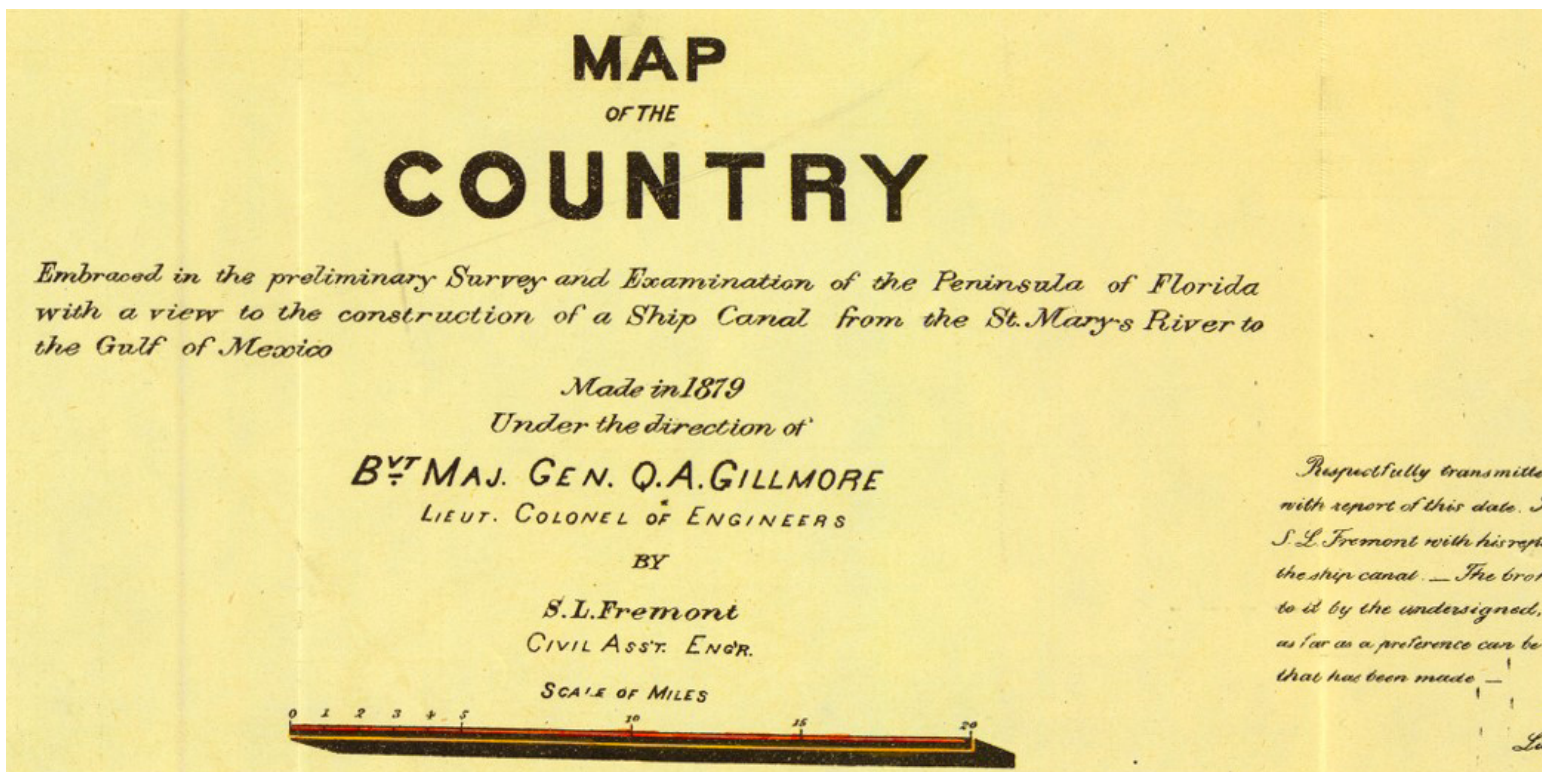 MAP
OF THE
COUNTRY
Embraced in the preliminary Survey and Examination of the Peninsula of Florida
with a view to the construction of a Ship Canal from the St. Mary's River to
the Gulf of Mexico
Made in 1879
Under the direction of
BVT MAJ. GEN. Q. A. GILLMORE
LIEUT. COLONEL OF ENGINEERS
BY
S. L. Fremont
CIVIL ASS'T. ENG'R.
SCALE OF MILES
0 1 2 3 4 5 10 15 20
Respectfully transmitte
with report of this date.
S. L. Fremont with his rep
the ship canal. — The bro
to it by the undersigned,
as far as a preference can be
that has been made —